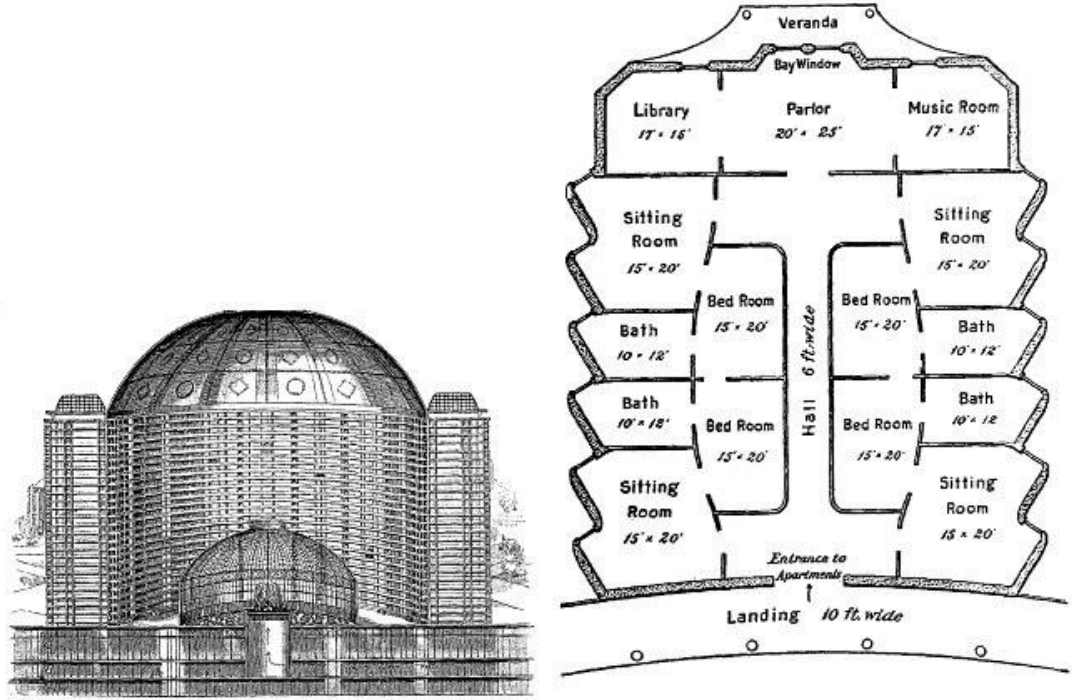 Veranda
Bay Window
Library
17' × 15'
Parlor
20' × 25'
Music Room
17' × 15'
Sitting
Room
15' × 20'
Sitting
Room
15' × 20'
Bed Room
15' × 20'
Bed Room
15' × 20'
Bath
10 × 12'
Bath
10' × 12'
Hall 6 ft. wide
Bath
10' × 12'
Bath
10' × 12
Bed Room
15' × 20'
Bed Room
15' × 20'
Sitting
Room
15' × 20'
Sitting
Room
15 × 20'
Entrance to
Apartments
Landing 10 ft. wide